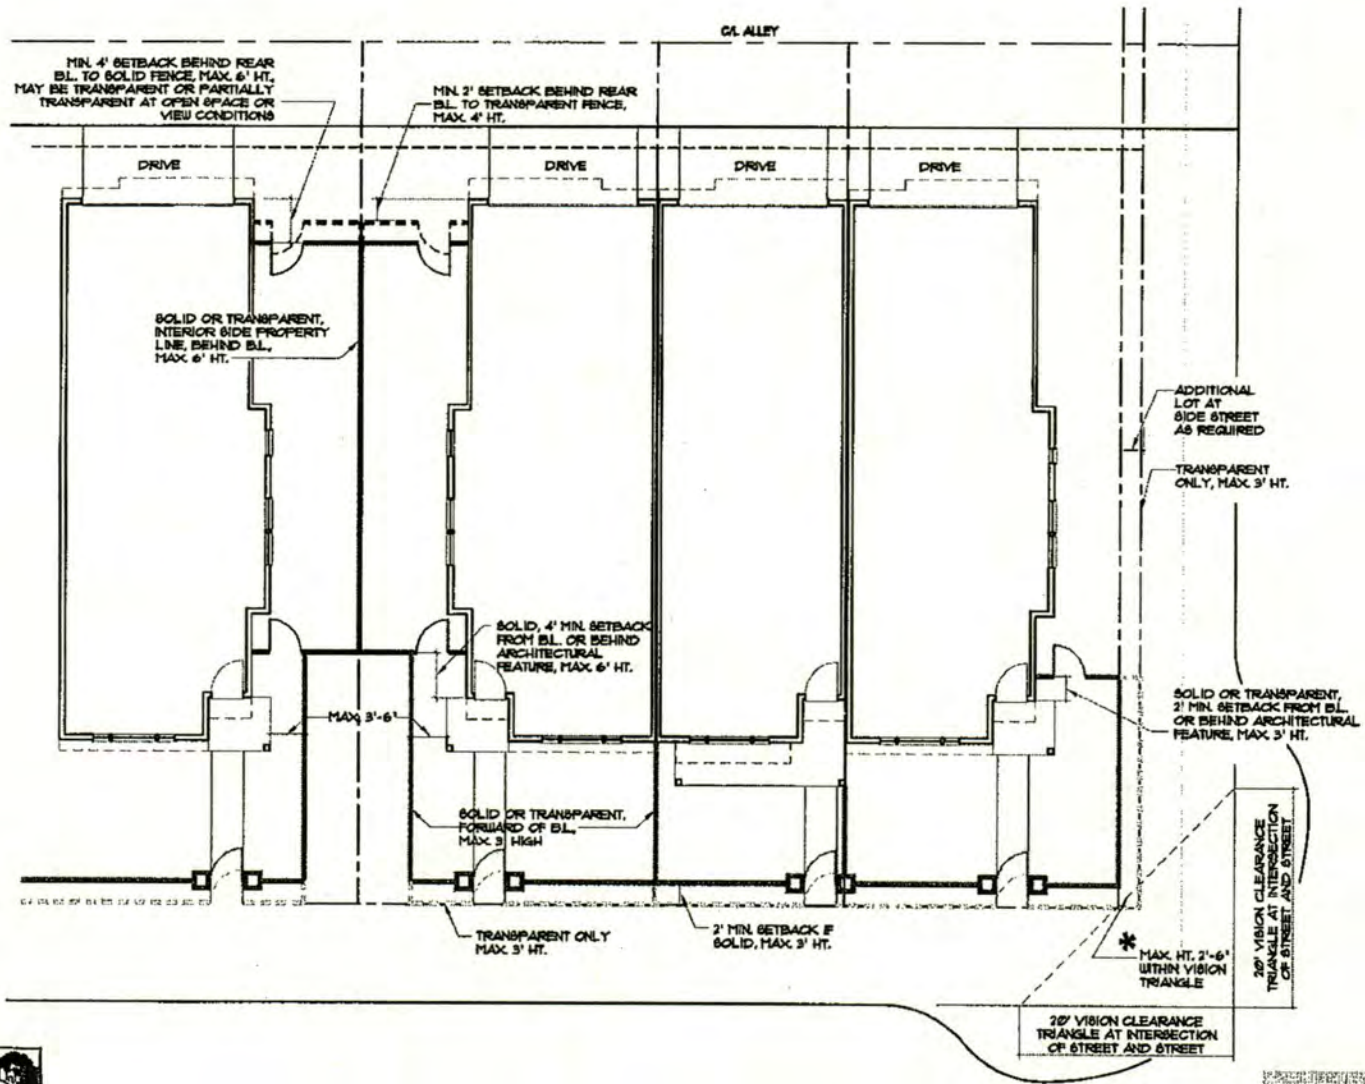 C/L ALLEY
MIN. 4' SETBACK BEHIND REAR
B.L. TO SOLID FENCE, MAX. 6' HT.,
MAY BE TRANSPARENT OR PARTIALLY
TRANSPARENT AT OPEN SPACE OR
VIEW CONDITIONS
MIN. 2' SETBACK BEHIND REAR
B.L. TO TRANSPARENT FENCE,
MAX. 4' HT.
DRIVE
DRIVE
DRIVE
DRIVE
SOLID OR TRANSPARENT,
INTERIOR SIDE PROPERTY
LINE, BEHIND B.L.,
MAX. 6' HT.
ADDITIONAL
LOT AT
SIDE STREET
AS REQUIRED
TRANSPARENT
ONLY, MAX. 3' HT.
SOLID, 4' MIN. SETBACK
FROM B.L. OR BEHIND
ARCHITECTURAL
FEATURE, MAX. 6' HT.
SOLID OR TRANSPARENT,
2' MIN. SETBACK FROM B.L.
OR BEHIND ARCHITECTURAL
FEATURE, MAX. 3' HT.
MAX. 3'-6"
SOLID OR TRANSPARENT,
FORWARD OF B.L.,
MAX. 3' HIGH
TRANSPARENT ONLY
MAX. 3' HT.
2' MIN. SETBACK IF
SOLID, MAX. 3' HT.
* MAX. HT. 2'-6"
WITHIN VISION
TRIANGLE
20' VISION CLEARANCE
TRIANGLE AT INTERSECTION
OF STREET AND STREET
20' VISION CLEARANCE
TRIANGLE AT INTERSECTION
OF STREET AND STREET